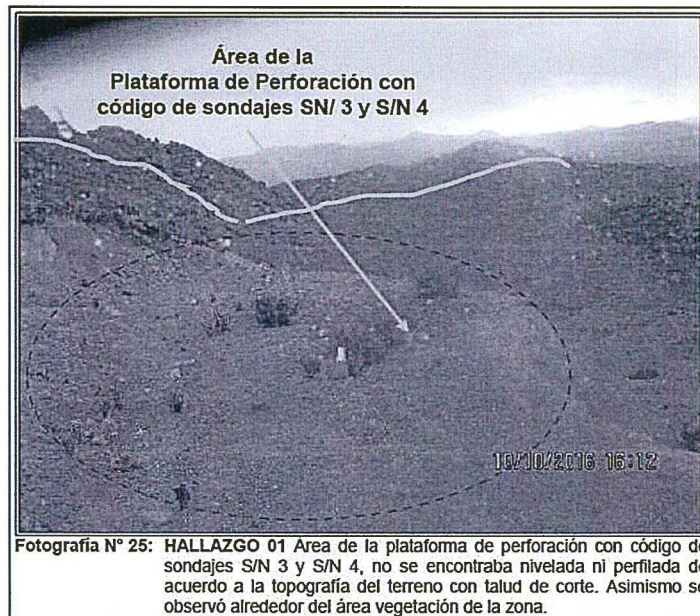 Área de la
Plataforma de Perforación con
código de sondajes SN/ 3 y S/N 4
10/10/2016 16:12
Fotografía N° 25: HALLAZGO 01 Área de la plataforma de perforación con código de
sondajes S/N 3 y S/N 4, no se encontraba nivelada ni perfilada de
acuerdo a la topografía del terreno con talud de corte. Asimismo se
observó alrededor del área vegetación de la zona.